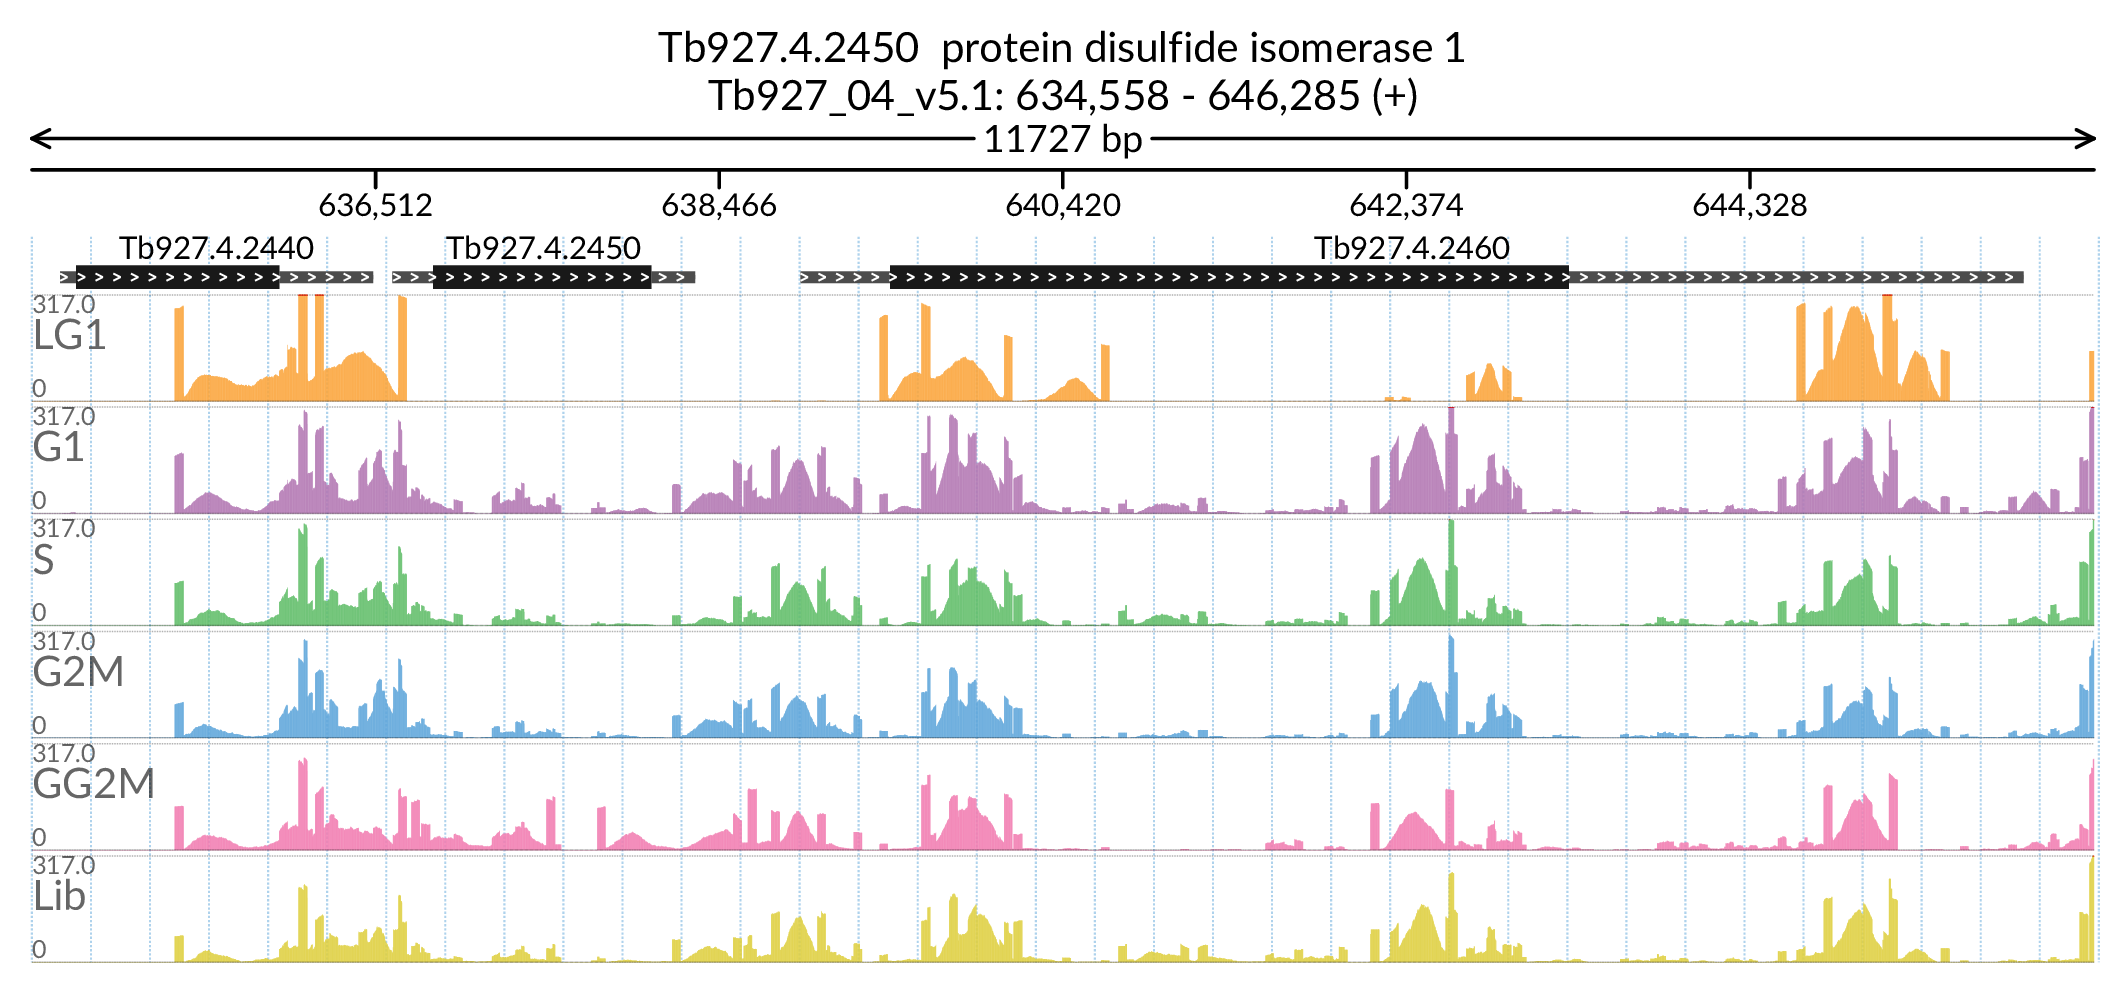 Tb927.4.2450  protein disulfide isomerase 1
Tb927_04_v5.1: 634,558 - 646,285 (+)
11727 bp
636,512 638,466 640,420 642,374 644,328
Tb927.4.2440 Tb927.4.2450 Tb927.4.2460
317.0
LG1
0
317.0
G1
0
317.0
S
0
317.0
G2M
0
317.0
GG2M
0
317.0
Lib
0